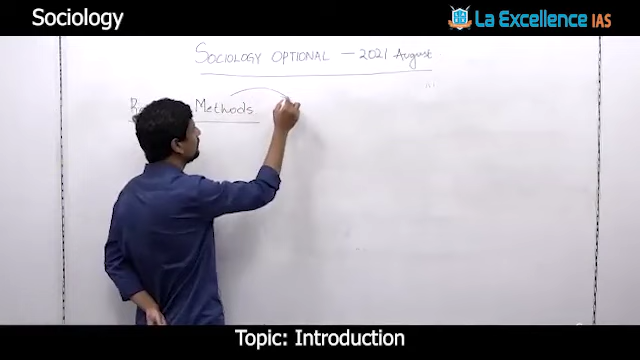 Sociology
La Excellence IAS
SOCIOLOGY OPTIONAL — 2021 August
Methods
Topic: Introduction